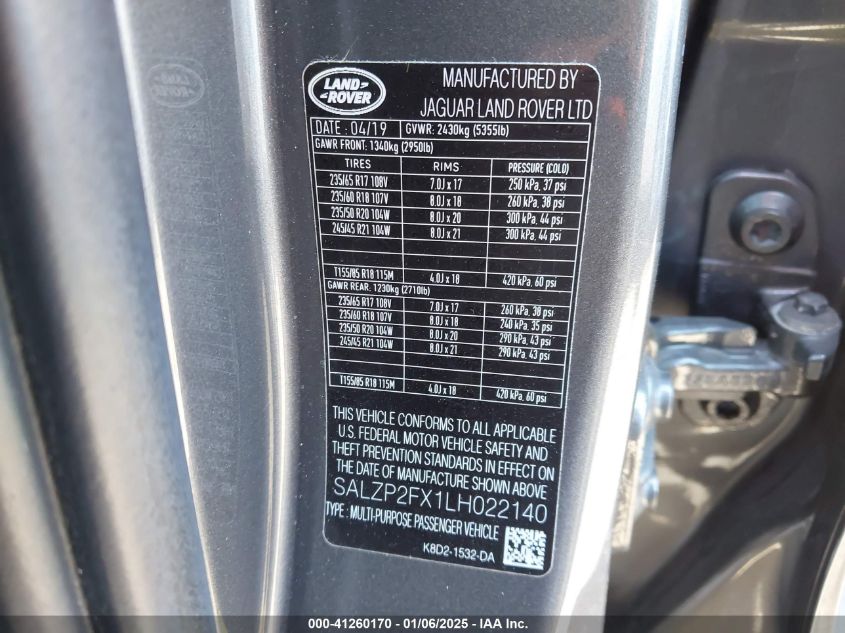 LAND-
ROVER
MANUFACTURED BY
JAGUAR LAND ROVER LTD
DATE : 04/19 GVWR: 2430kg (5355lb)
GAWR FRONT: 1340kg (2950lb)
TIRES RIMS PRESSURE (COLD)
235/65 R17 108V 7.0J x 17 250 kPa, 37 psi
235/60 R18 107V 8.0J x 18 260 kPa, 38 psi
235/50 R20 104W 8.0J x 20 300 kPa, 44 psi
245/45 R21 104W 8.0J x 21 300 kPa, 44 psi
T155/85 R18 115M 4.0J x 18 420 kPa, 60 psi
GAWR REAR: 1230kg (2710lb)
235/65 R17 108V 7.0J x 17 260 kPa, 38 psi
235/60 R18 107V 8.0J x 18 240 kPa, 35 psi
235/50 R20 104W 8.0J x 20 290 kPa, 43 psi
245/45 R21 104W 8.0J x 21 290 kPa, 43 psi
T155/85 R18 115M 4.0J x 18 420 kPa, 60 psi
THIS VEHICLE CONFORMS TO ALL APPLICABLE
U.S. FEDERAL MOTOR VEHICLE SAFETY AND
THEFT PREVENTION STANDARDS IN EFFECT ON
THE DATE OF MANUFACTURE SHOWN ABOVE
SALZP2FX1LH022140
TYPE : MULTI-PURPOSE PASSENGER VEHICLE
K8D2-1532-DA
000-41260170 - 01/06/2025 - IAA Inc.